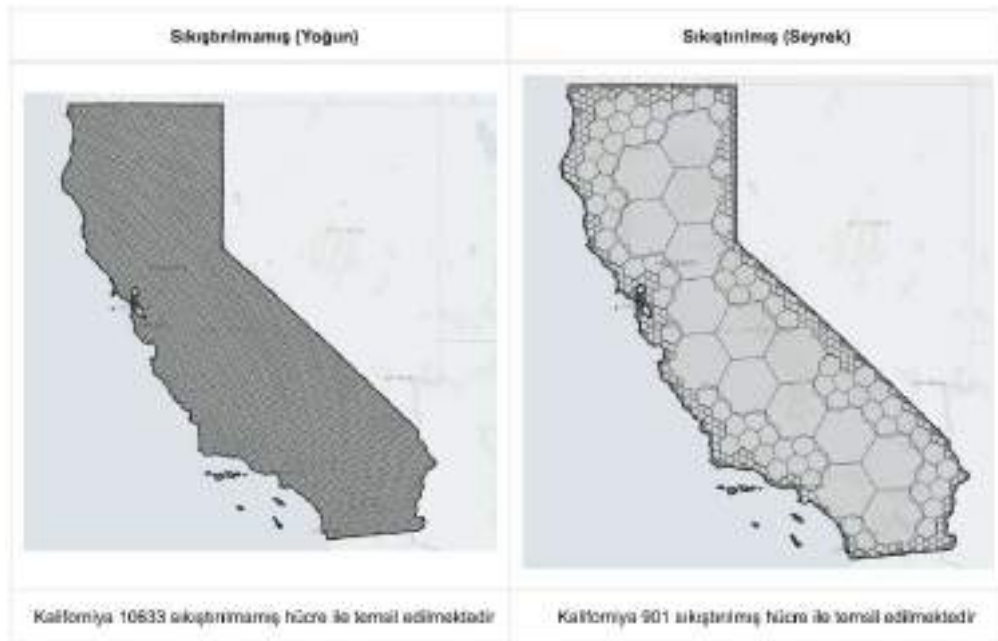 Sıkıştırılmamış (Yoğun)
Sıkıştırılmış (Seyrek)
Kaliforniya 10633 sıkıştırılmamış hücre ile temsil edilmektedir
Kaliforniya 901 sıkıştırılmış hücre ile temsil edilmektedir